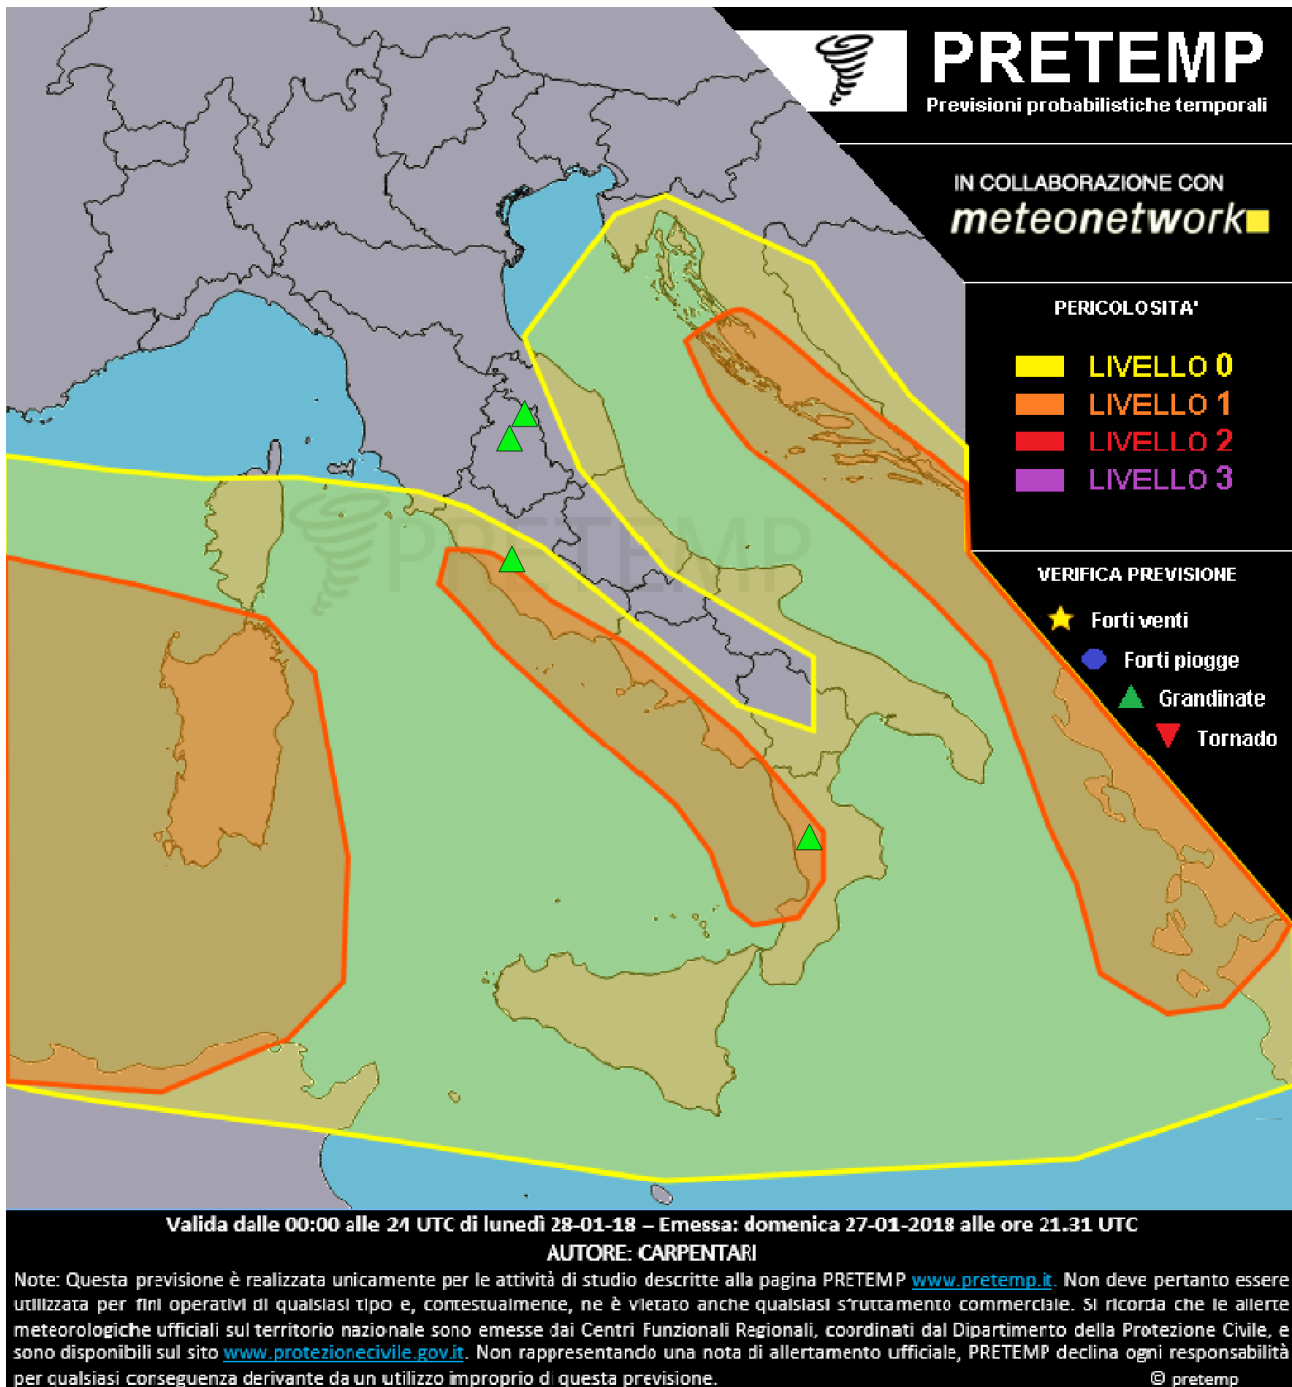 PRETEMP
Previsioni probabilistiche temporali
IN COLLABORAZIONE CON
meteonetwork
PERICOLOSITA'
LIVELLO 0
LIVELLO 1
LIVELLO 2
LIVELLO 3
PRETEMP
VERIFICA PREVISIONE
Forti venti
Forti piogge
Grandinate
Tornado
Valida dalle 00:00 alle 24 UTC di lunedì 28-01-18 – Emessa: domenica 27-01-2018 alle ore 21.31 UTC
AUTORE: CARPENTARI
Note: Questa previsione è realizzata unicamente per le attività di studio descritte alla pagina PRETEMP www.pretemp.it. Non deve pertanto essere
utilizzata per fini operativi di qualsiasi tipo e, contestualmente, ne è vietato anche qualsiasi sfruttamento commerciale. Si ricorda che le allerte
meteorologiche ufficiali sul territorio nazionale sono emesse dai Centri Funzionali Regionali, coordinati dal Dipartimento della Protezione Civile, e
sono disponibili sul sito www.protezionecivile.gov.it. Non rappresentando una nota di allertamento ufficiale, PRETEMP declina ogni responsabilità
per qualsiasi conseguenza derivante da un utilizzo improprio di questa previsione.
© pretemp